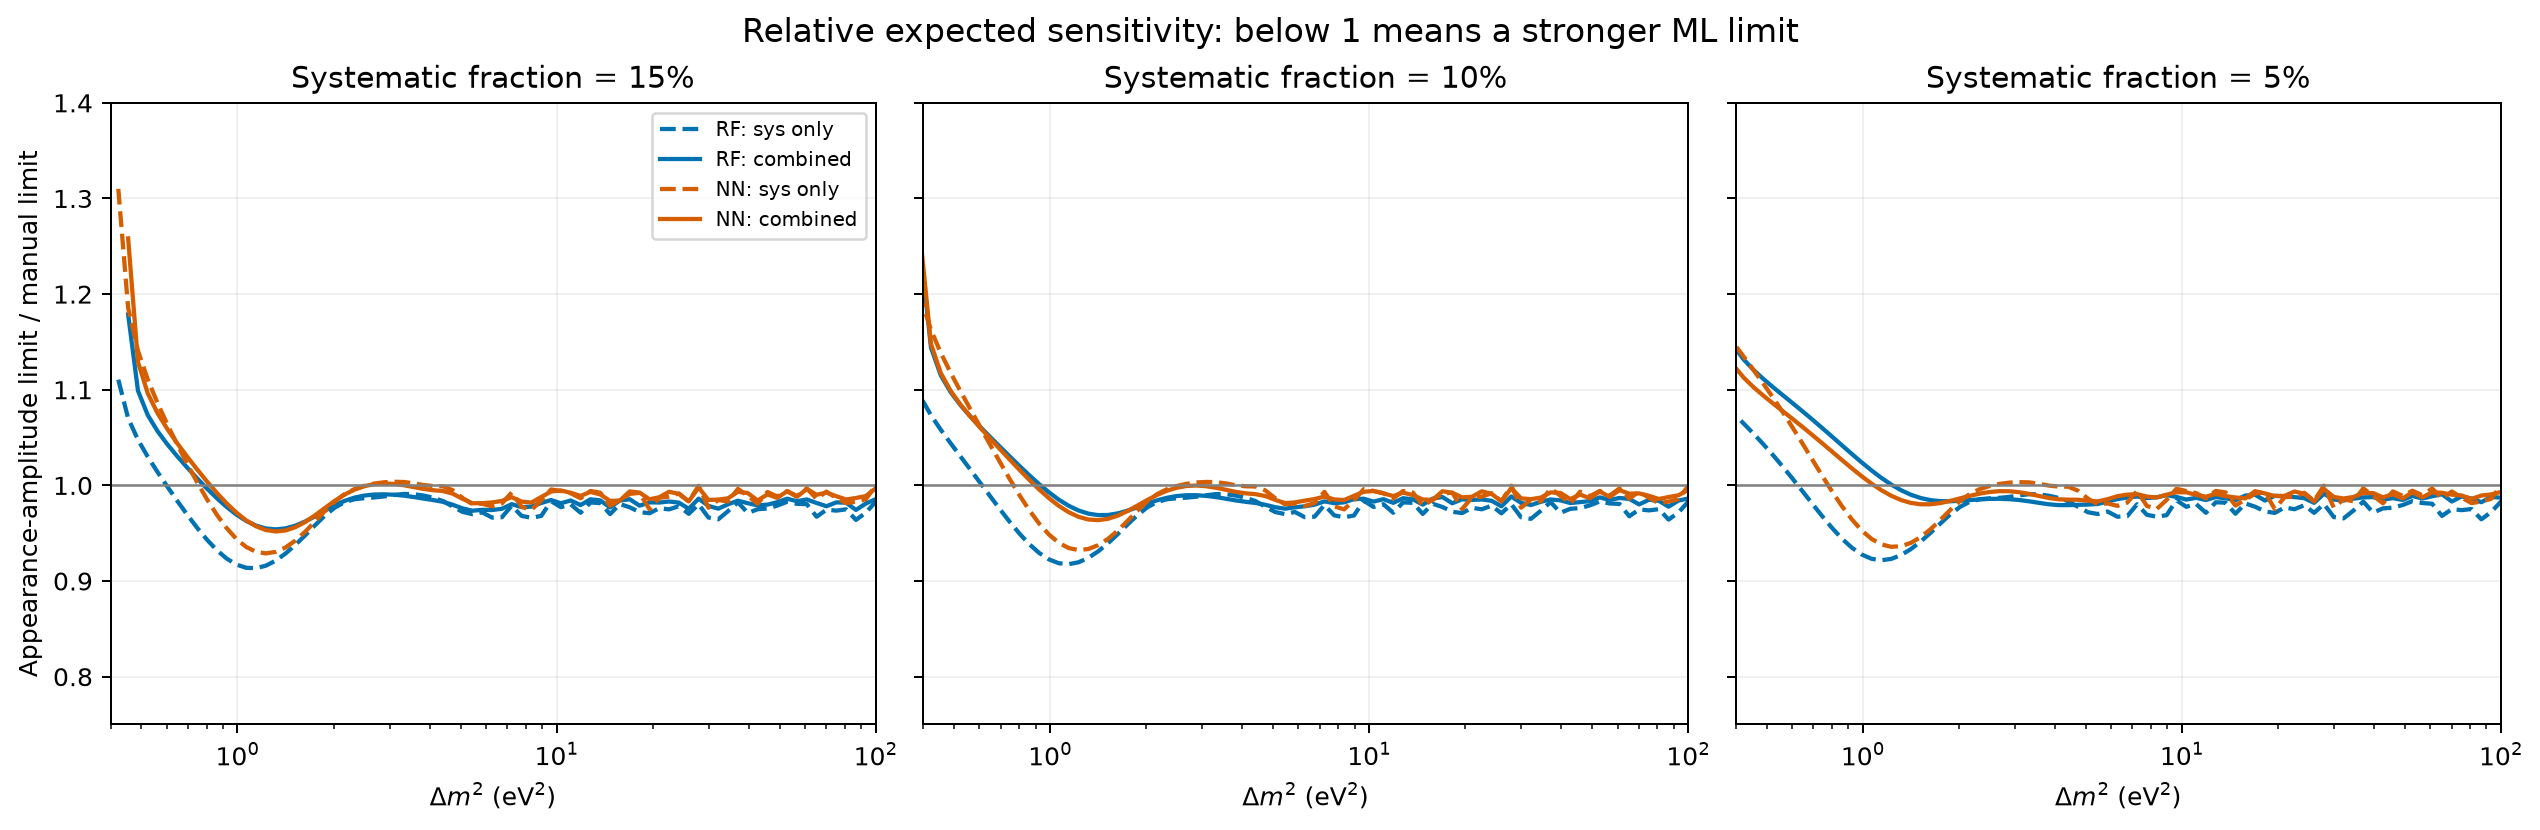 Relative expected sensitivity: below 1 means a stronger ML limit
Systematic fraction = 15%
Systematic fraction = 10%
Systematic fraction = 5%
Appearance-amplitude limit / manual limit
1.4
1.3
1.2
1.1
1.0
0.9
0.8
RF: sys only
RF: combined
NN: sys only
NN: combined
10⁰ 10¹ 10²
10⁰ 10¹ 10²
10⁰ 10¹ 10²
Δm² (eV²)
Δm² (eV²)
Δm² (eV²)